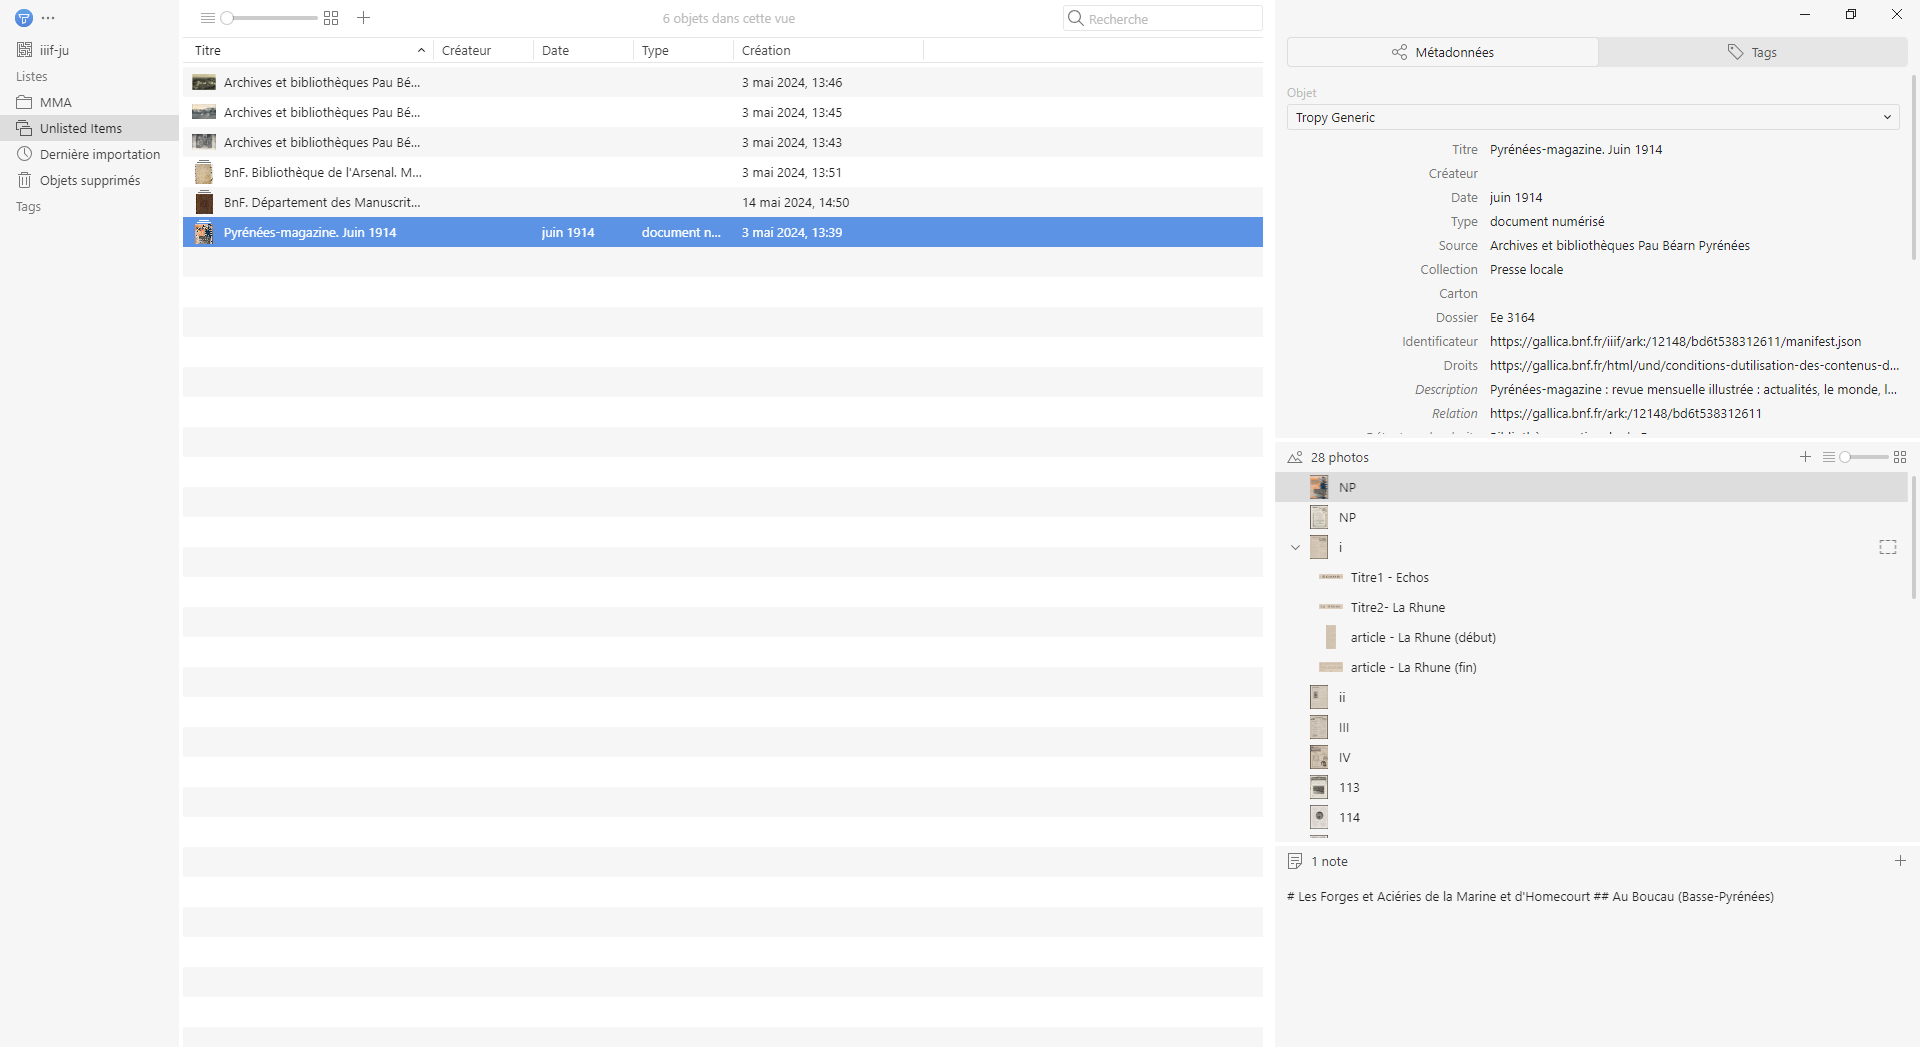 iiif-ju
Listes
MMA
Unlisted Items
Dernière importation
Objets supprimés
Tags
6 objets dans cette vue
Recherche
Titre Créateur Date Type Création
Archives et bibliothèques Pau Bé... 3 mai 2024, 13:46
Archives et bibliothèques Pau Bé... 3 mai 2024, 13:45
Archives et bibliothèques Pau Bé... 3 mai 2024, 13:43
BnF. Bibliothèque de l'Arsenal. M... 3 mai 2024, 13:51
BnF. Département des Manuscrit... 14 mai 2024, 14:50
Pyrénées-magazine. Juin 1914 juin 1914 document n... 3 mai 2024, 13:39
Métadonnées Tags
Objet
Tropy Generic
Titre Pyrénées-magazine. Juin 1914
Créateur
Date juin 1914
Type document numérisé
Source Archives et bibliothèques Pau Béarn Pyrénées
Collection Presse locale
Carton
Dossier Ee 3164
Identificateur https://gallica.bnf.fr/iiif/ark:/12148/bd6t538312611/manifest.json
Droits https://gallica.bnf.fr/html/und/conditions-dutilisation-des-contenus-d...
Description Pyrénées-magazine : revue mensuelle illustrée : actualités, le monde, l...
Relation https://gallica.bnf.fr/ark:/12148/bd6t538312611
28 photos
NP
NP
i
Titre1 - Echos
Titre2- La Rhune
article - La Rhune (début)
article - La Rhune (fin)
ii
III
IV
113
114
1 note
# Les Forges et Aciéries de la Marine et d'Homecourt ## Au Boucau (Basse-Pyrénées)